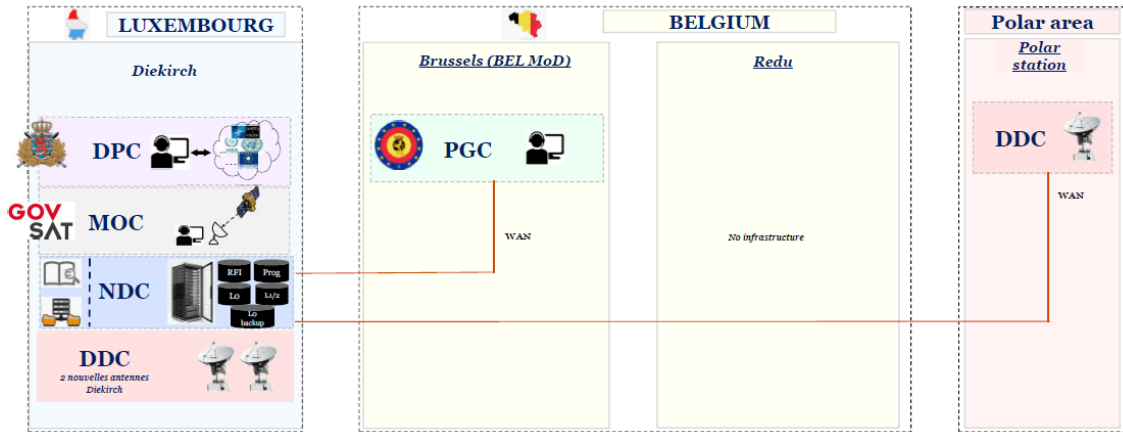 LUXEMBOURG
Diekirch
DPC
GOV
SAT
MOC
NDC
RFI
Prog
L0
L1/2
L0
backup
DDC
2 nouvelles antennes
Diekirch
BELGIUM
Brussels (BEL MoD)
PGC
WAN
Redu
No infrastructure
Polar area
Polar
station
DDC
WAN